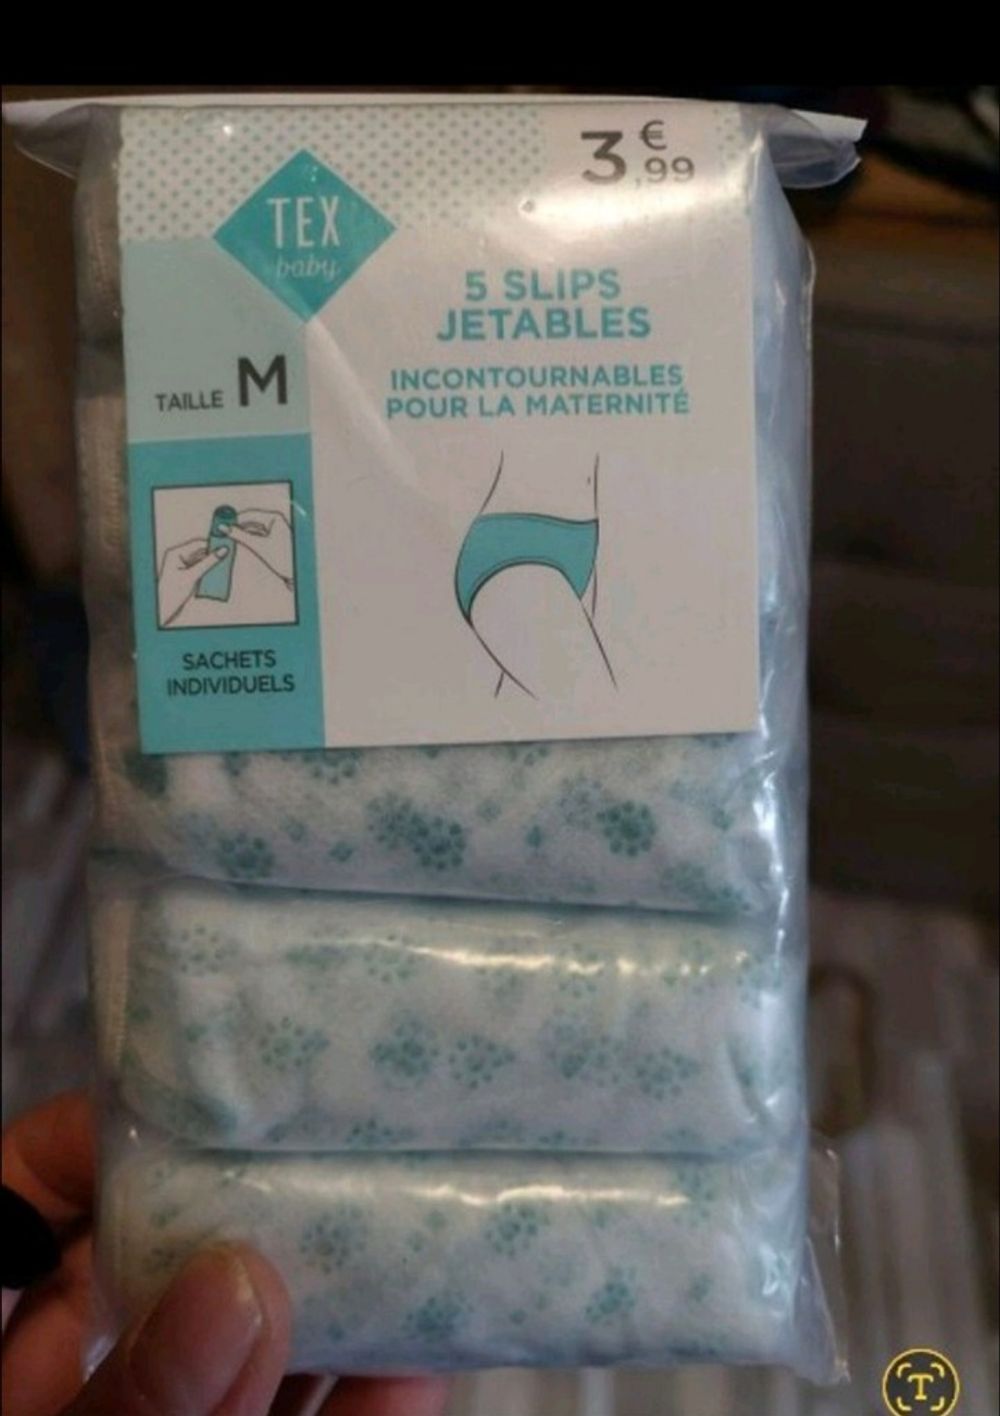 TEX
baby
3 €
,99
5 SLIPS
JETABLES
INCONTOURNABLES
POUR LA MATERNITÉ
TAILLE M
SACHETS
INDIVIDUELS
T